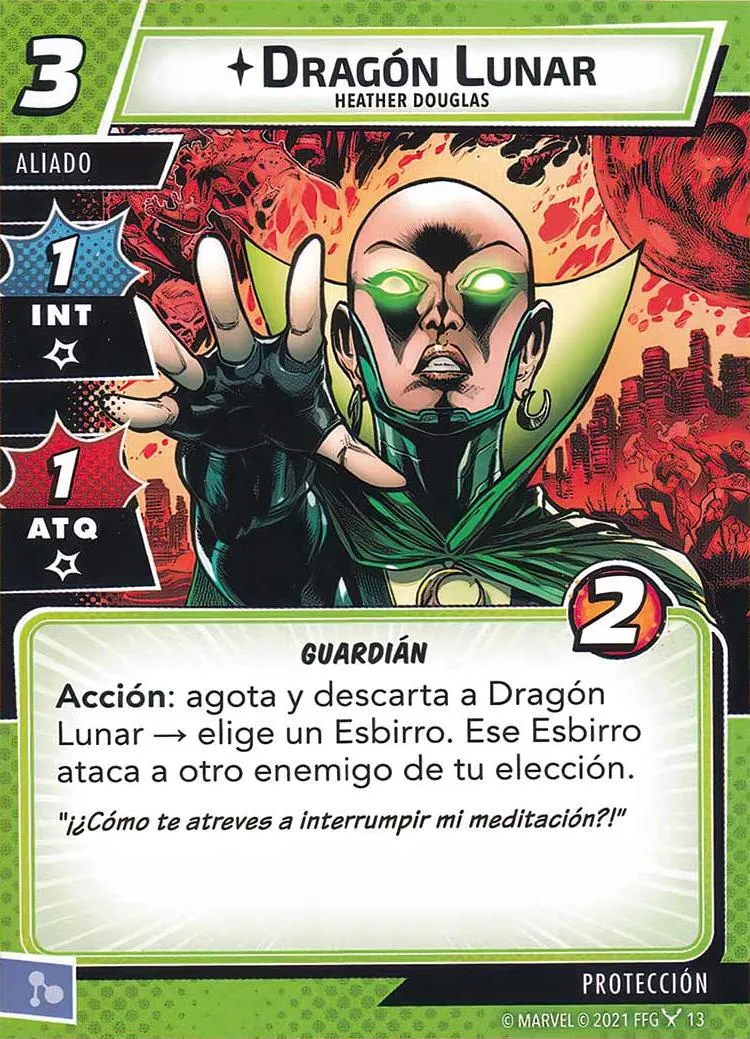 3
DRAGÓN LUNAR
HEATHER DOUGLAS
ALIADO
1
INT
1
ATQ
2
GUARDIÁN
Acción: agota y descarta a Dragón
Lunar → elige un Esbirro. Ese Esbirro
ataca a otro enemigo de tu elección.
"¡¿Cómo te atreves a interrumpir mi meditación?!"
PROTECCIÓN
© MARVEL © 2021 FFG 13